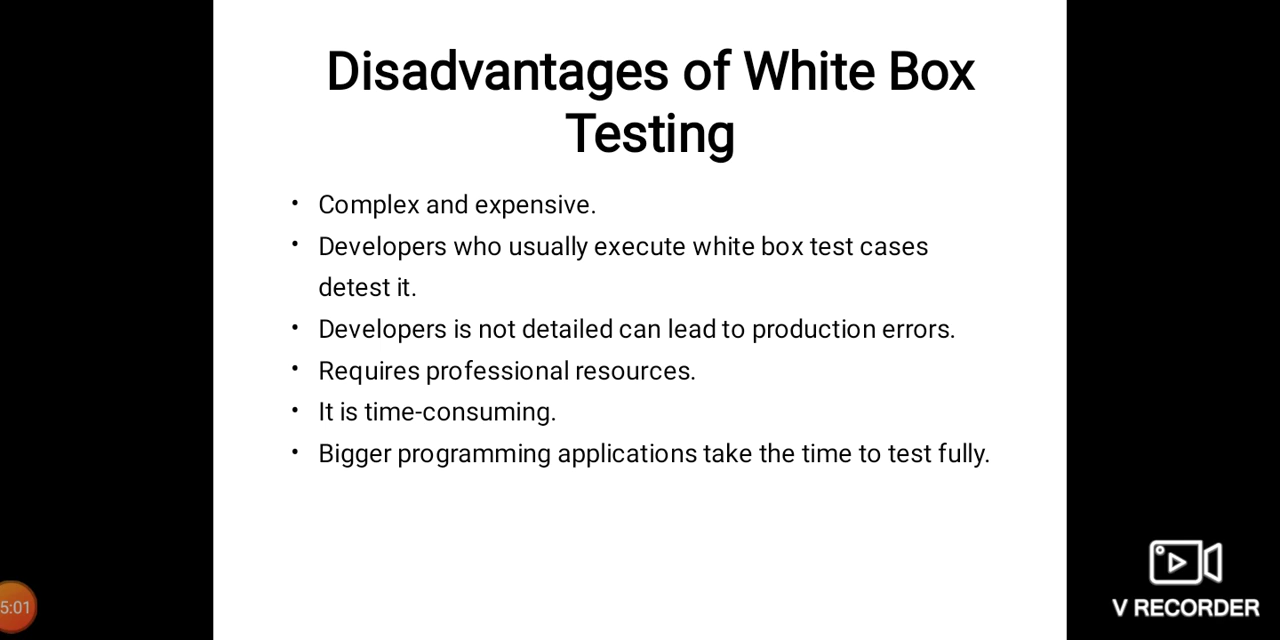 Disadvantages of White Box
Testing
• Complex and expensive.
• Developers who usually execute white box test cases
detest it.
• Developers is not detailed can lead to production errors.
• Requires professional resources.
• It is time-consuming.
• Bigger programming applications take the time to test fully.
5:01
V RECORDER